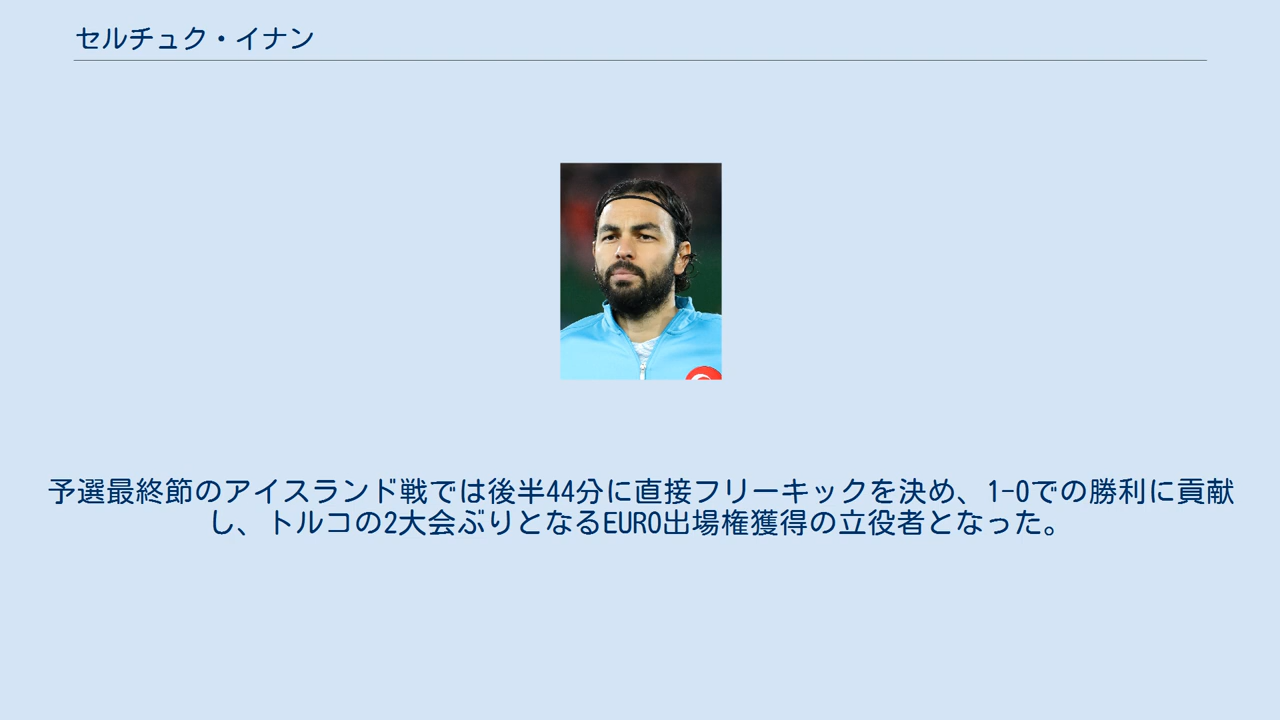 セルチュク・イナン
予選最終節のアイスランド戦では後半44分に直接フリーキックを決め、1-0での勝利に貢献
し、トルコの2大会ぶりとなるEURO出場権獲得の立役者となった。